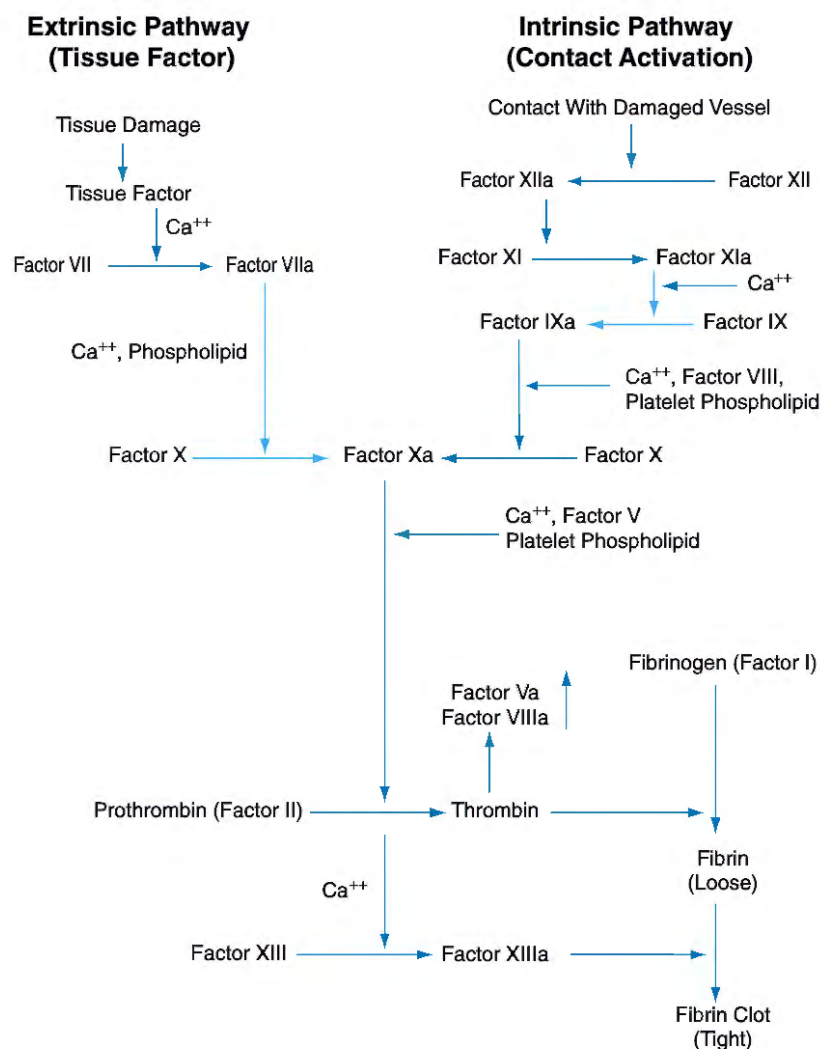 Extrinsic Pathway
(Tissue Factor)
Intrinsic Pathway
(Contact Activation)
Tissue Damage
Tissue Factor
Ca++
Factor VII
Factor VIIa
Ca++, Phospholipid
Contact With Damaged Vessel
Factor XIIa
Factor XII
Factor XI
Factor XIa
Ca++
Factor IXa
Factor IX
Ca++, Factor VIII,
Platelet Phospholipid
Factor X
Factor Xa
Factor X
Ca++, Factor V
Platelet Phospholipid
Fibrinogen (Factor I)
Factor Va
Factor VIIIa
Prothrombin (Factor II)
Thrombin
Fibrin
(Loose)
Ca++
Factor XIII
Factor XIIIa
Fibrin Clot
(Tight)